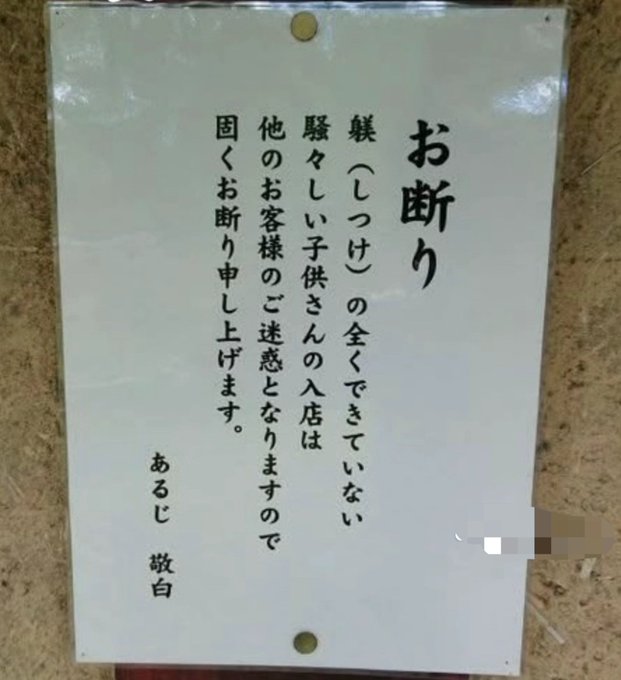 お断り
躾（しつけ）の全くできていない
騒々しい子供さんの入店は
他のお客様のご迷惑となりますので
固くお断り申し上げます。
あるじ　敬白